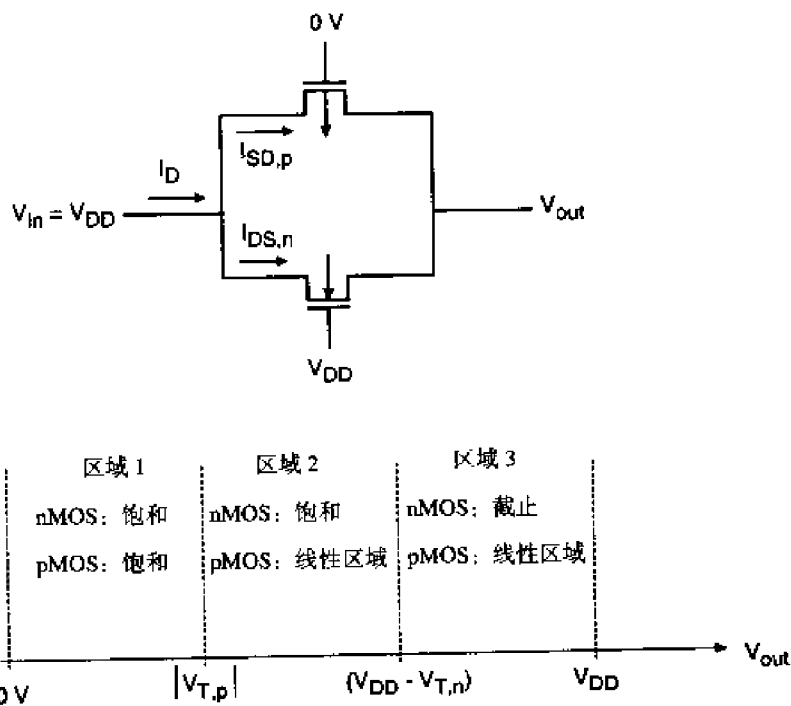 0 V
I_SD,p
I_D
V_in = V_DD
V_out
I_DS,n
V_DD
区域 1 区域 2 区域 3
nMOS：饱和 nMOS：饱和 nMOS：截止
pMOS：饱和 pMOS：线性区域 pMOS：线性区域
0 V |V_T,p| (V_DD - V_T,n) V_DD V_out